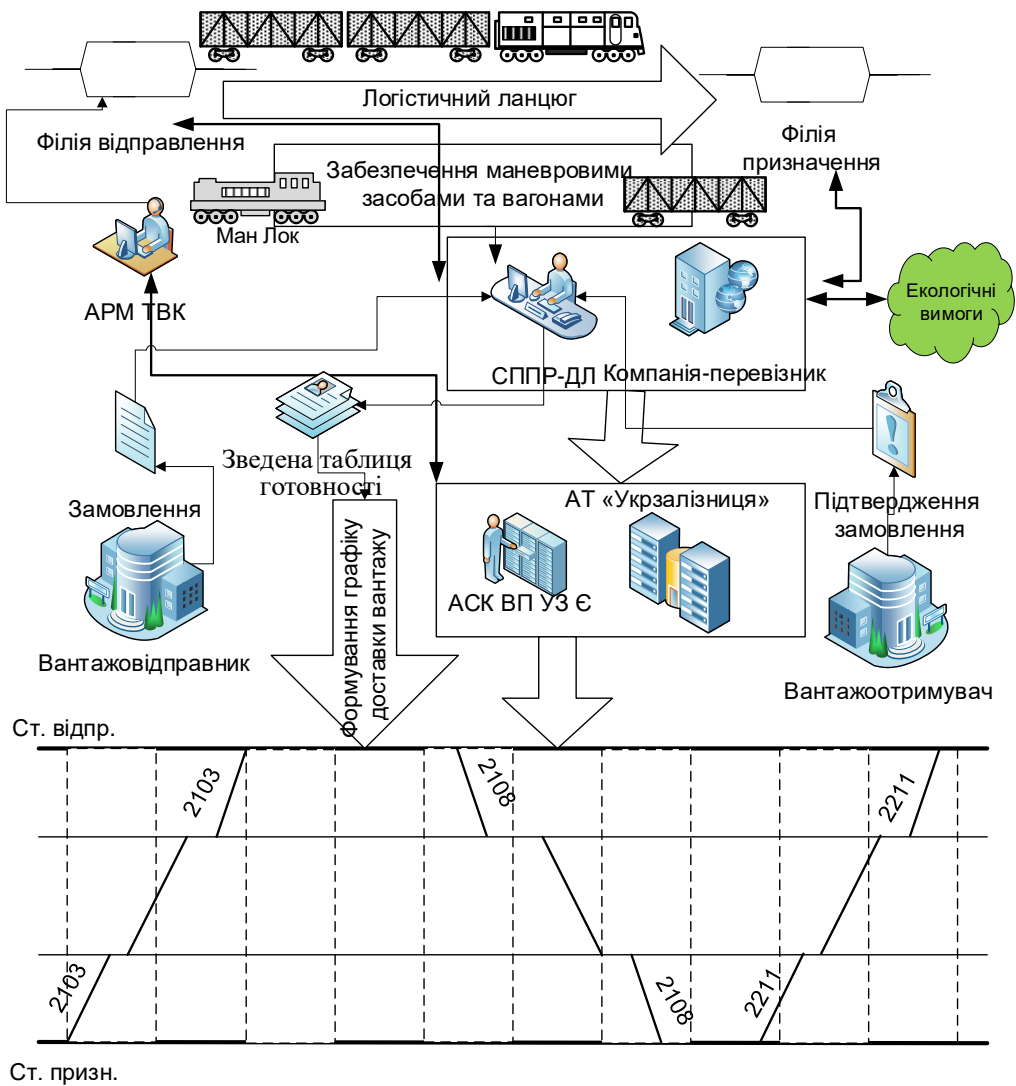 Логістичний ланцюг
Філія відправлення
Філія
призначення
Забезпечення маневровими
засобами та вагонами
Ман Лок
АРМ ТВК
Екологічні
вимоги
СППР-ДЛ
Компанія-перевізник
Зведена таблиця
готовності
Замовлення
АТ «Укрзалізниця»
Підтвердження
замовлення
АСК ВП УЗ Є
Вантажовідправник
Формування графіку
доставки вантажу
Вантажоотримувач
Ст. відпр.
2103
2108
2211
2103
2108
2211
Ст. призн.